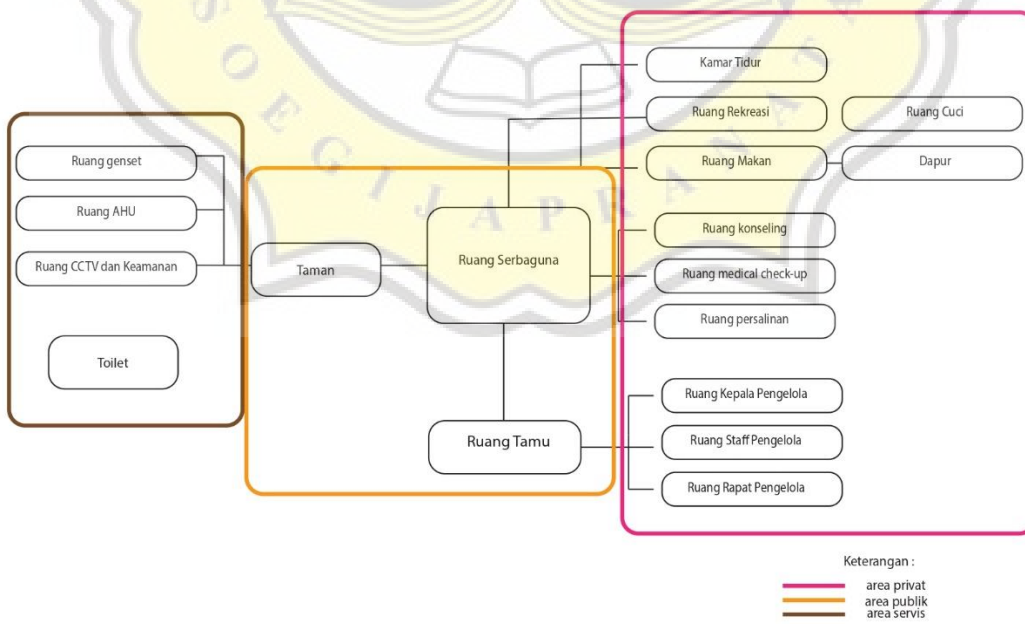 SOEGIJAPRANATA
Kamar Tidur
Ruang Rekreasi
Ruang Cuci
Ruang Makan
Dapur
Ruang genset
Ruang AHU
Ruang CCTV dan Keamanan
Toilet
Taman
Ruang Serbaguna
Ruang konseling
Ruang medical check-up
Ruang persalinan
Ruang Tamu
Ruang Kepala Pengelola
Ruang Staff Pengelola
Ruang Rapat Pengelola
Keterangan :
area privat
area publik
area servis